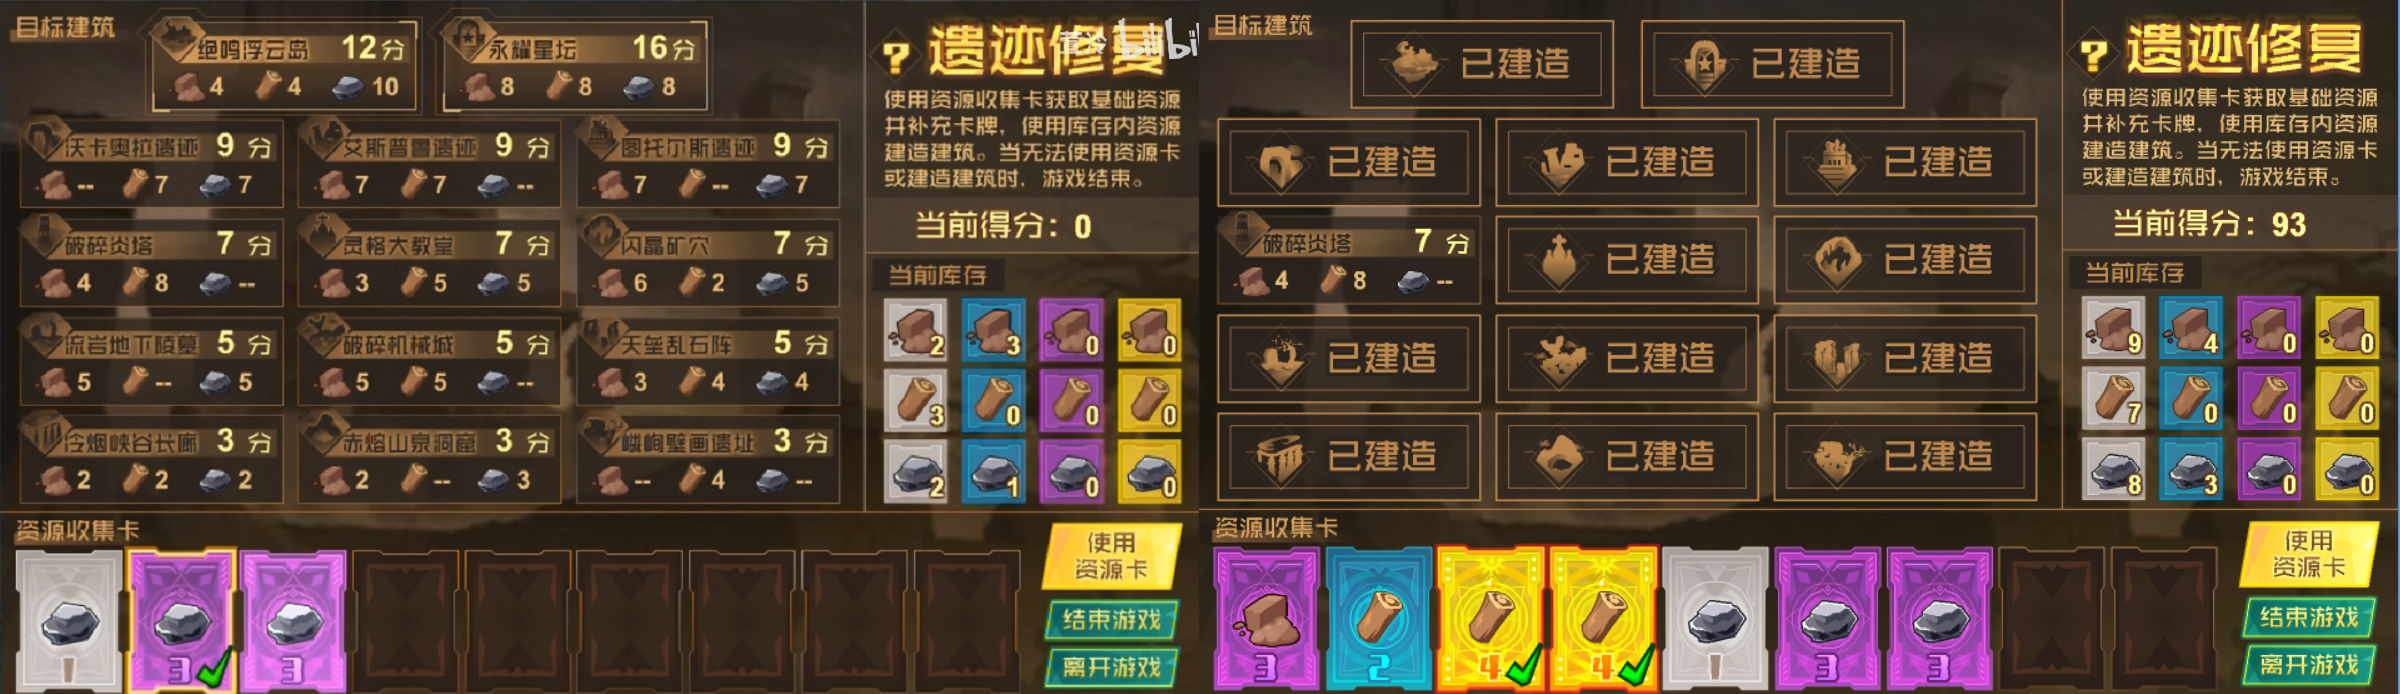 目标建筑
绝鸣浮云岛 12分
4 4 10
永耀星坛 16分
8 8 8
沃卡奥拉遗迹 9 分
-- 7 7
艾斯普鲁遗迹 9 分
7 7 --
图托尔斯遗迹 9 分
7 -- 7
破碎炎塔 7 分
4 8 --
灵格大教堂 7 分
3 5 5
闪晶矿穴 7 分
6 2 5
流岩地下陵墓 5 分
5 -- 5
破碎机械城 5 分
5 5 --
天垒乱石阵 5 分
3 4 4
冷烟峡谷长廊 3 分
2 2 2
赤熔山泉洞窟 3 分
2 -- 3
嶙峋壁画遗址 3 分
-- 4 --
?
遗迹修复
bilibi
使用资源收集卡获取基础资源
并补充卡牌，使用库存内资源
建造建筑。当无法使用资源卡
或建造建筑时，游戏结束。
当前得分：0
当前库存
2 3 0 0
3 0 0 0
2 1 0 0
资源收集卡
1 3 3
使用
资源卡
结束游戏
离开游戏
目标建筑
已建造 已建造
已建造 已建造 已建造
破碎炎塔 7 分
4 8 --
已建造 已建造
已建造 已建造 已建造
已建造 已建造 已建造
?
遗迹修复
使用资源收集卡获取基础资源
并补充卡牌，使用库存内资源
建造建筑。当无法使用资源卡
或建造建筑时，游戏结束。
当前得分：93
当前库存
9 4 0 0
7 0 0 0
8 3 0 0
资源收集卡
3 2 4 4 1 3 3
使用
资源卡
结束游戏
离开游戏